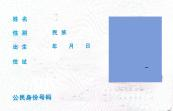 姓名
性别 民族
出生 年 月 日
住址
公民身份号码